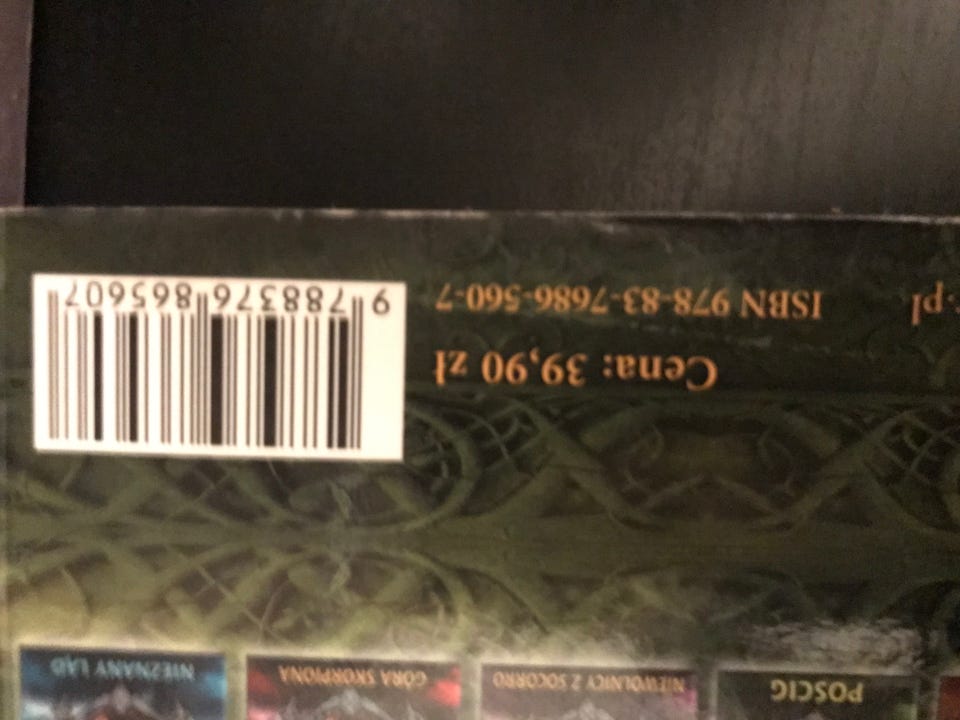 POŚCIG
NIEWOLNICY Z SOCORRO
GÓRA SKORPIONA
NIEZNANY LĄD
Cena: 39,90 zł
.pl
ISBN 978-83-7686-560-7
9 788376 865607